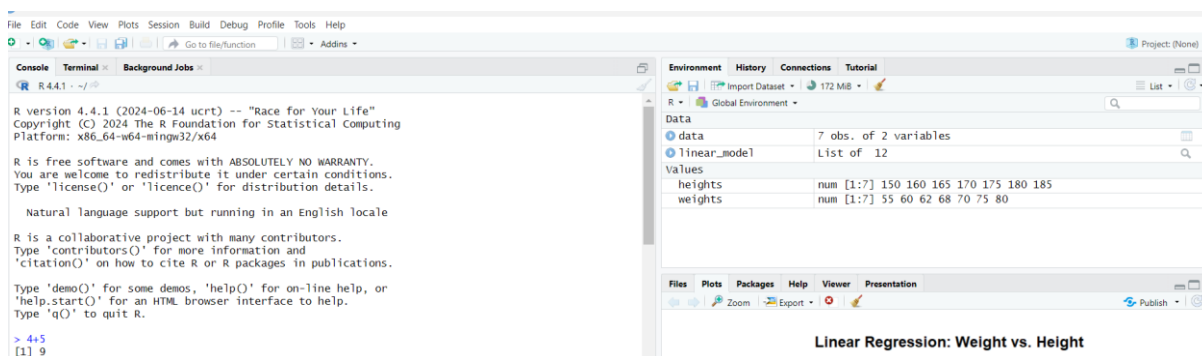 File Edit Code View Plots Session Build Debug Profile Tools Help
Go to file/function Addins
Project: (None)
Console Terminal Background Jobs
R 4.4.1 · ~/
R version 4.4.1 (2024-06-14 ucrt) -- "Race for Your Life"
Copyright (C) 2024 The R Foundation for Statistical Computing
Platform: x86_64-w64-mingw32/x64
R is free software and comes with ABSOLUTELY NO WARRANTY.
You are welcome to redistribute it under certain conditions.
Type 'license()' or 'licence()' for distribution details.
Natural language support but running in an English locale
R is a collaborative project with many contributors.
Type 'contributors()' for more information and
'citation()' on how to cite R or R packages in publications.
Type 'demo()' for some demos, 'help()' for on-line help, or
'help.start()' for an HTML browser interface to help.
Type 'q()' to quit R.
> 4+5
[1] 9
Environment History Connections Tutorial
Import Dataset 172 MiB List
R Global Environment
Data
data 7 obs. of 2 variables
linear_model List of 12
Values
heights num [1:7] 150 160 165 170 175 180 185
weights num [1:7] 55 60 62 68 70 75 80
Files Plots Packages Help Viewer Presentation
Zoom Export Publish
Linear Regression: Weight vs. Height